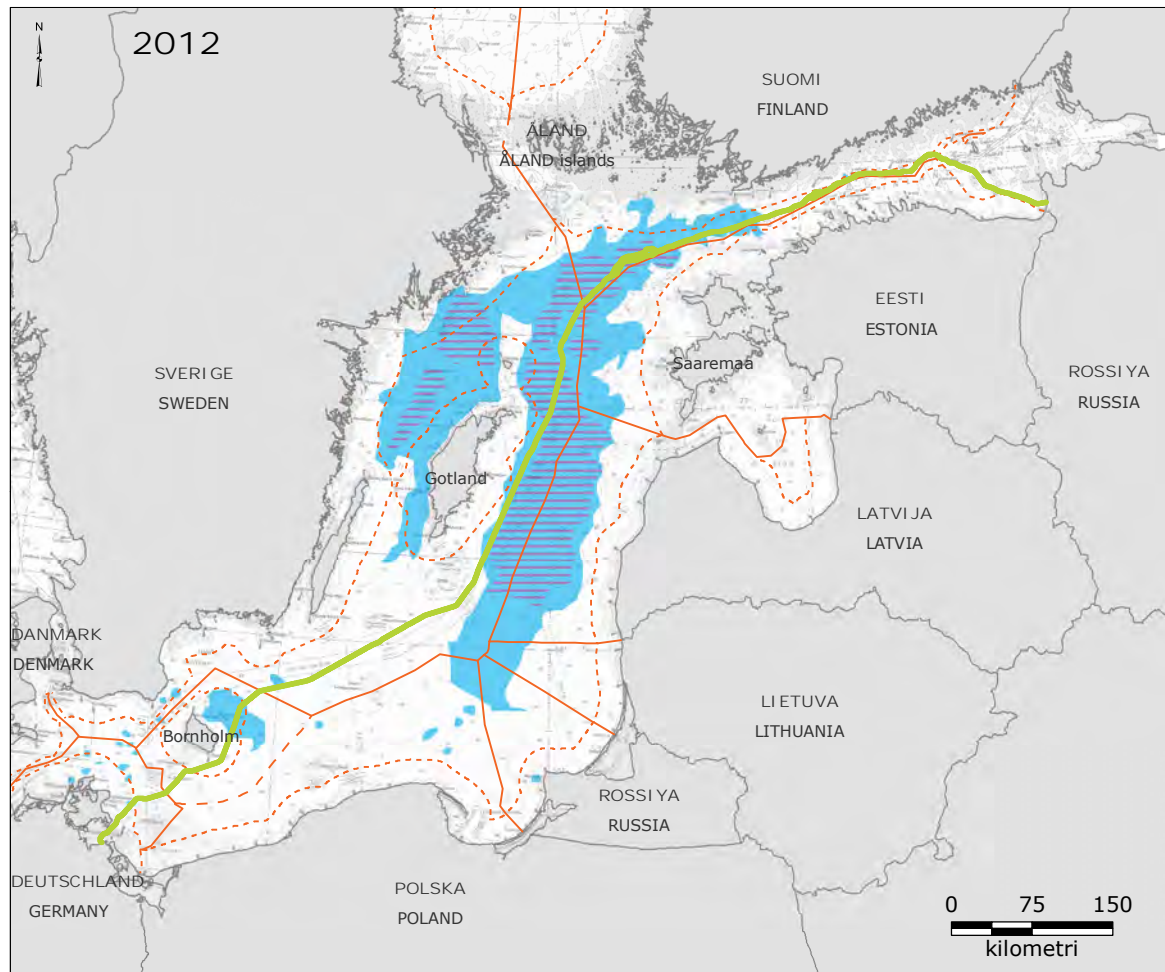 N
2012
SUOMI
FINLAND
ÅLAND
ÅLAND islands
EESTI
ESTONIA
Saaremaa
ROSSIYA
RUSSIA
SVERIGE
SWEDEN
Gotland
LATVIJA
LATVIA
DANMARK
DENMARK
LIETUVA
LITHUANIA
Bornholm
ROSSIYA
RUSSIA
DEUTSCHLAND
GERMANY
POLSKA
POLAND
0 75 150
kilometri